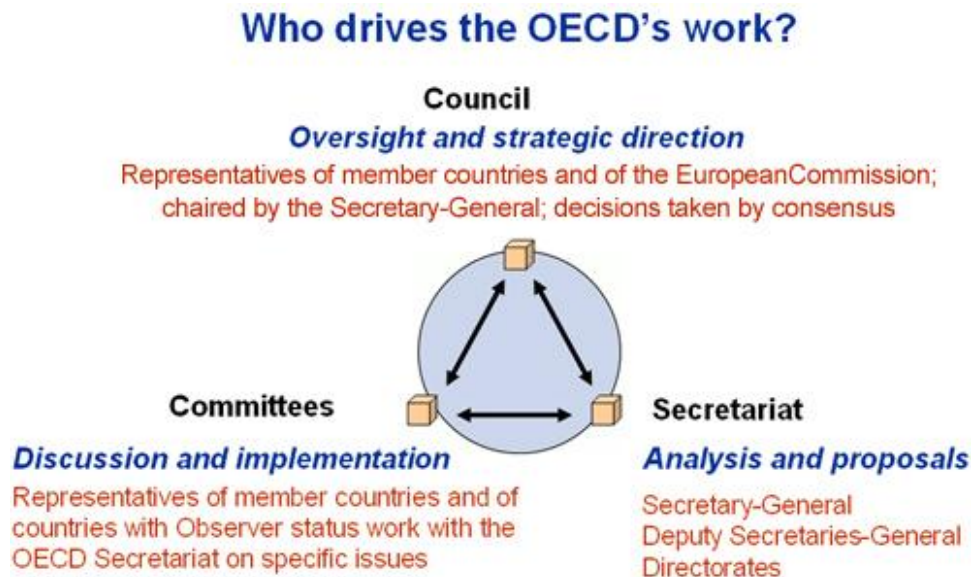 Who drives the OECD's work?
Council
Oversight and strategic direction
Representatives of member countries and of the EuropeanCommission;
chaired by the Secretary-General; decisions taken by consensus
Committees
Discussion and implementation
Representatives of member countries and of
countries with Observer status work with the
OECD Secretariat on specific issues
Secretariat
Analysis and proposals
Secretary-General
Deputy Secretaries-General
Directorates